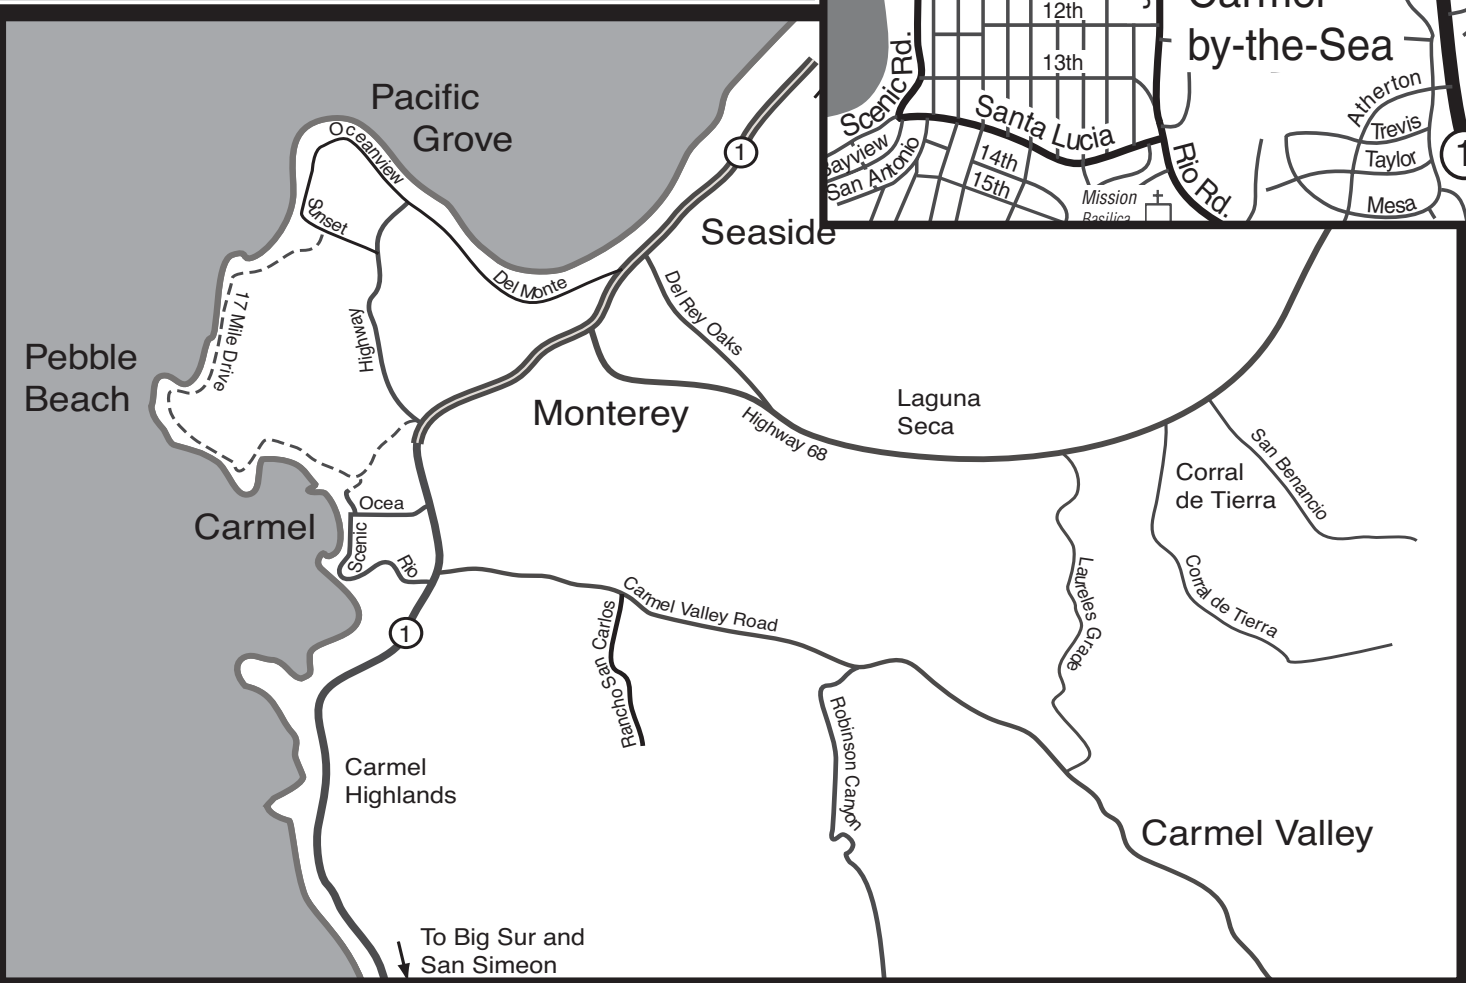 12th
13th
Carmel
by-the-Sea
Scenic Rd.
Santa Lucia
ayview
San Antonio
14th
15th
Mission
Basilica
Rio Rd.
Atherton
Trevis
Taylor
Mesa
1
Pacific
Grove
Oceanview
Sunset
1
Seaside
Del Monte
Del Rey Oaks
17 Mile Drive
Highway
Pebble
Beach
Monterey
Highway 68
Laguna
Seca
San Benancio
Corral
de Tierra
Corral de Tierra
Laureles Grade
Carmel
Ocea
Scenic
Rio
1
Carmel Valley Road
Rancho San Carlos
Robinson Canyon
Carmel
Highlands
Carmel Valley
To Big Sur and
San Simeon